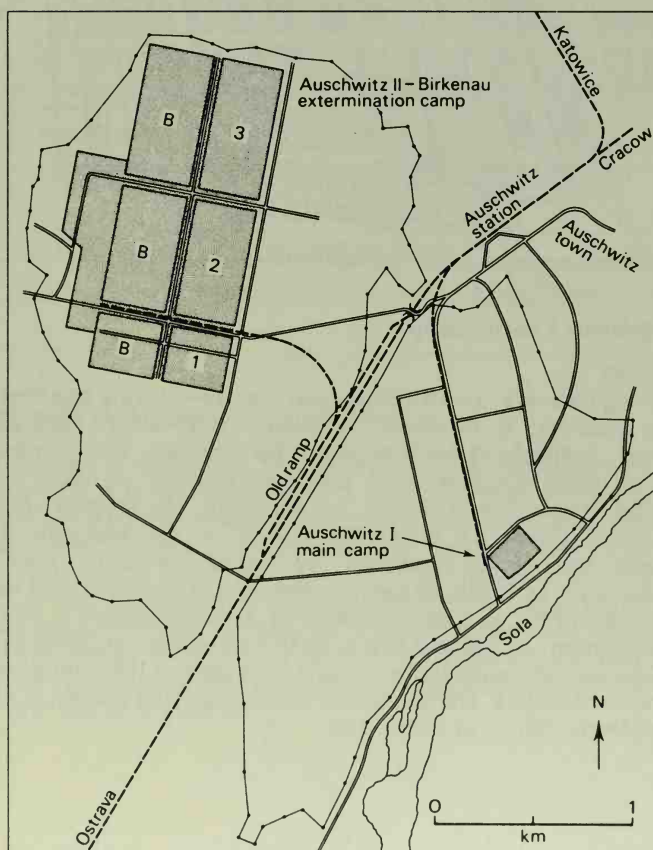 Katowice
Cracow
Auschwitz II – Birkenau
extermination camp
B
3
Auschwitz
station
Auschwitz
town
B
2
B
1
Old ramp
Auschwitz I
main camp
Sola
N
Ostrava
0
1
km